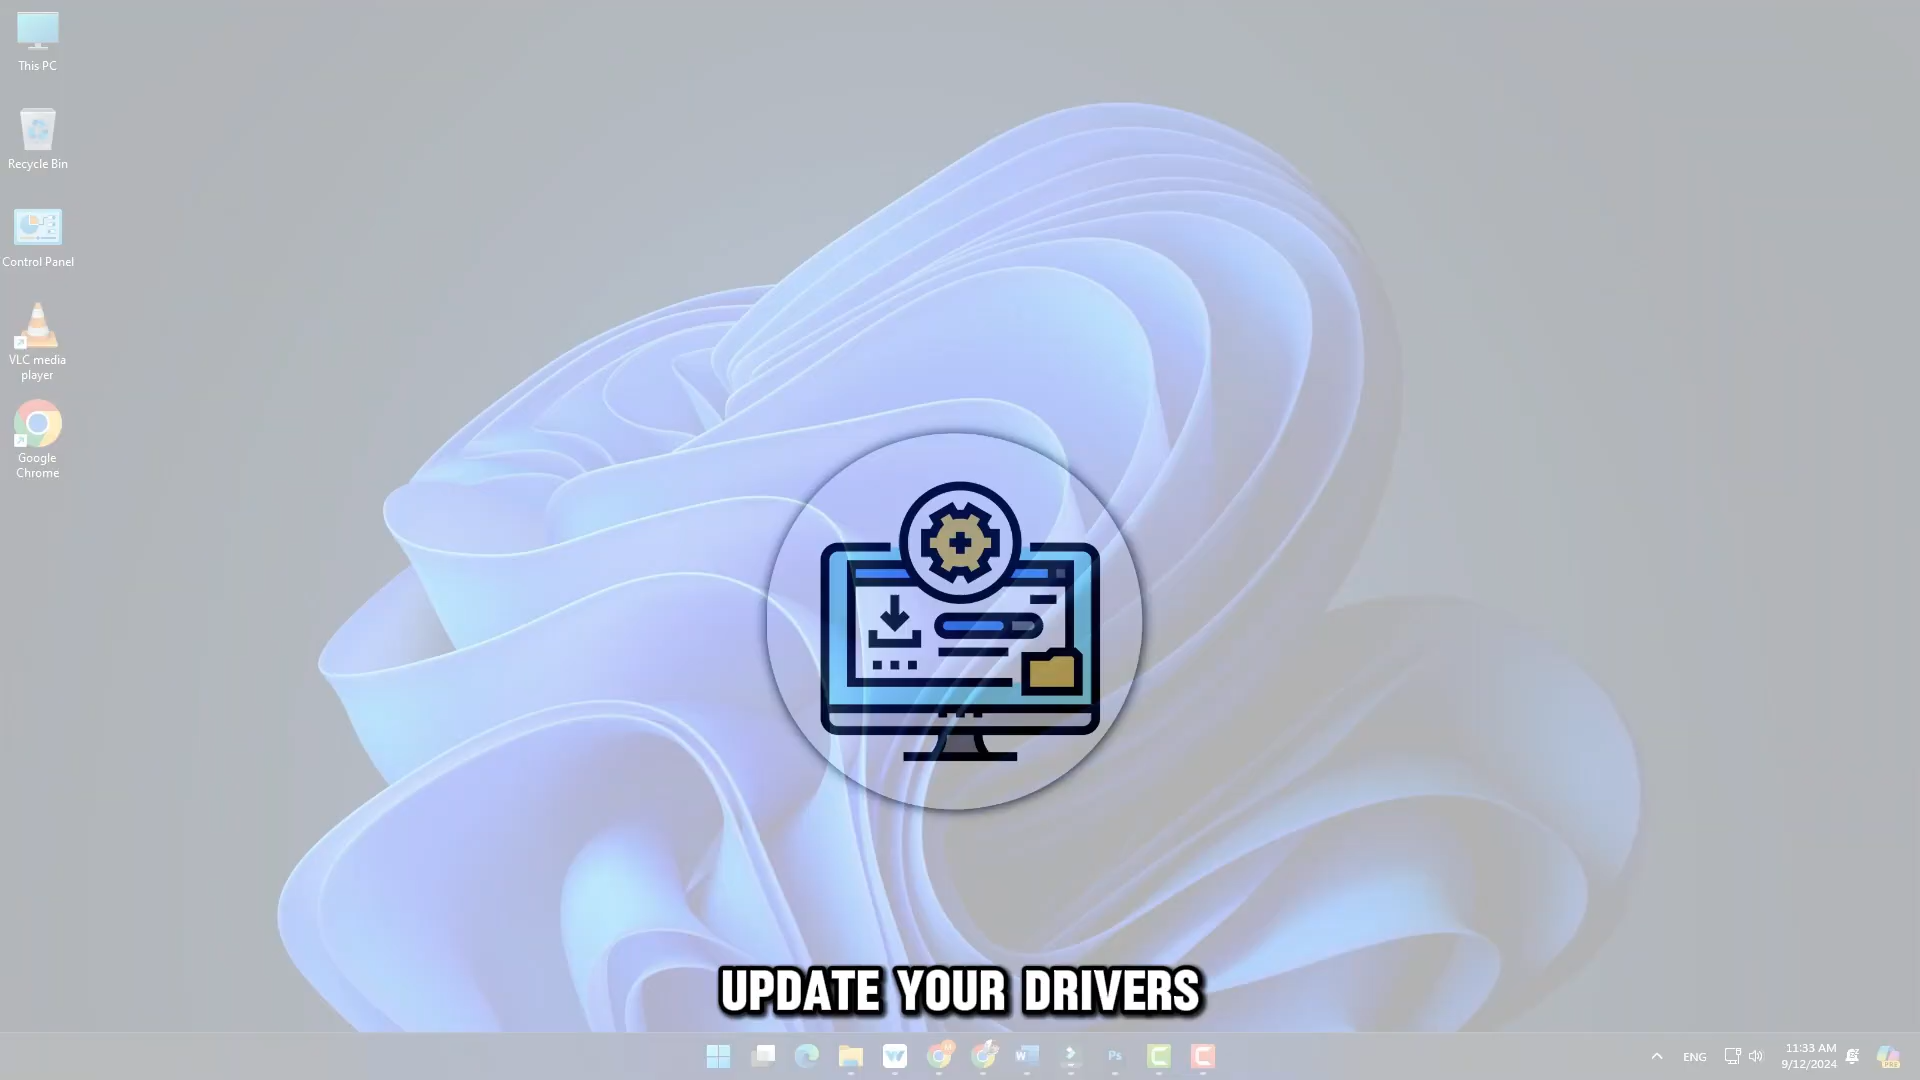 This PC
Recycle Bin
Control Panel
VLC media
player
Google
Chrome
UPDATE YOUR DRIVERS
ENG
11:33 AM
9/12/2024